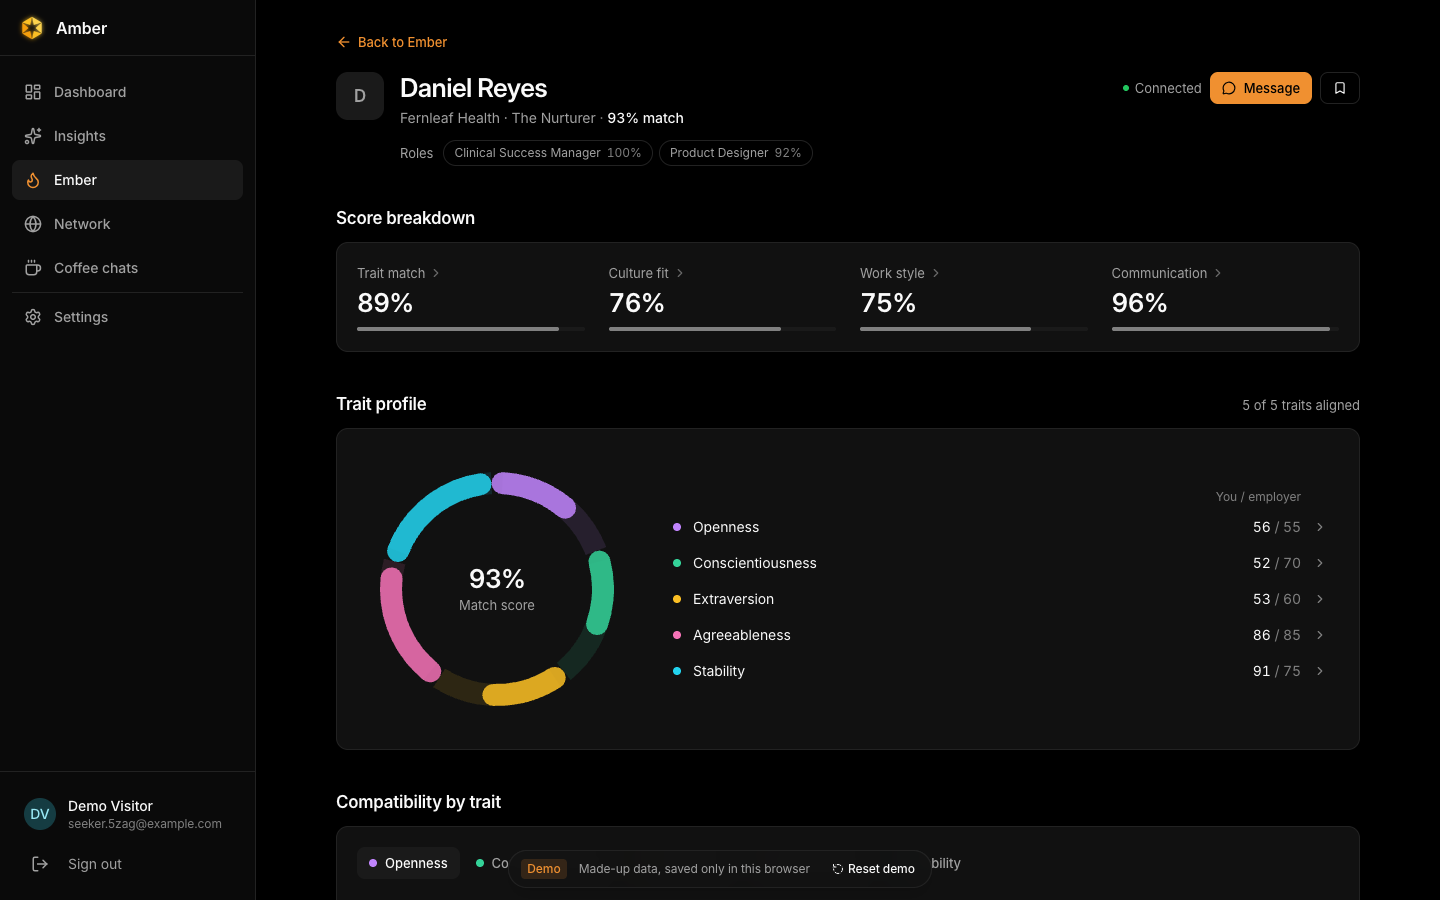 Amber
Dashboard
Insights
Ember
Network
Coffee chats
Settings
DV
Demo Visitor
seeker.5zag@example.com
Sign out
Back to Ember
D
Daniel Reyes
Fernleaf Health · The Nurturer · 93% match
Roles Clinical Success Manager 100% Product Designer 92%
Connected
Message
Score breakdown
Trait match
89%
Culture fit
76%
Work style
75%
Communication
96%
Trait profile
5 of 5 traits aligned
93%
Match score
You / employer
Openness 56 / 55
Conscientiousness 52 / 70
Extraversion 53 / 60
Agreeableness 86 / 85
Stability 91 / 75
Compatibility by trait
Openness
Co
bility
Demo Made-up data, saved only in this browser Reset demo